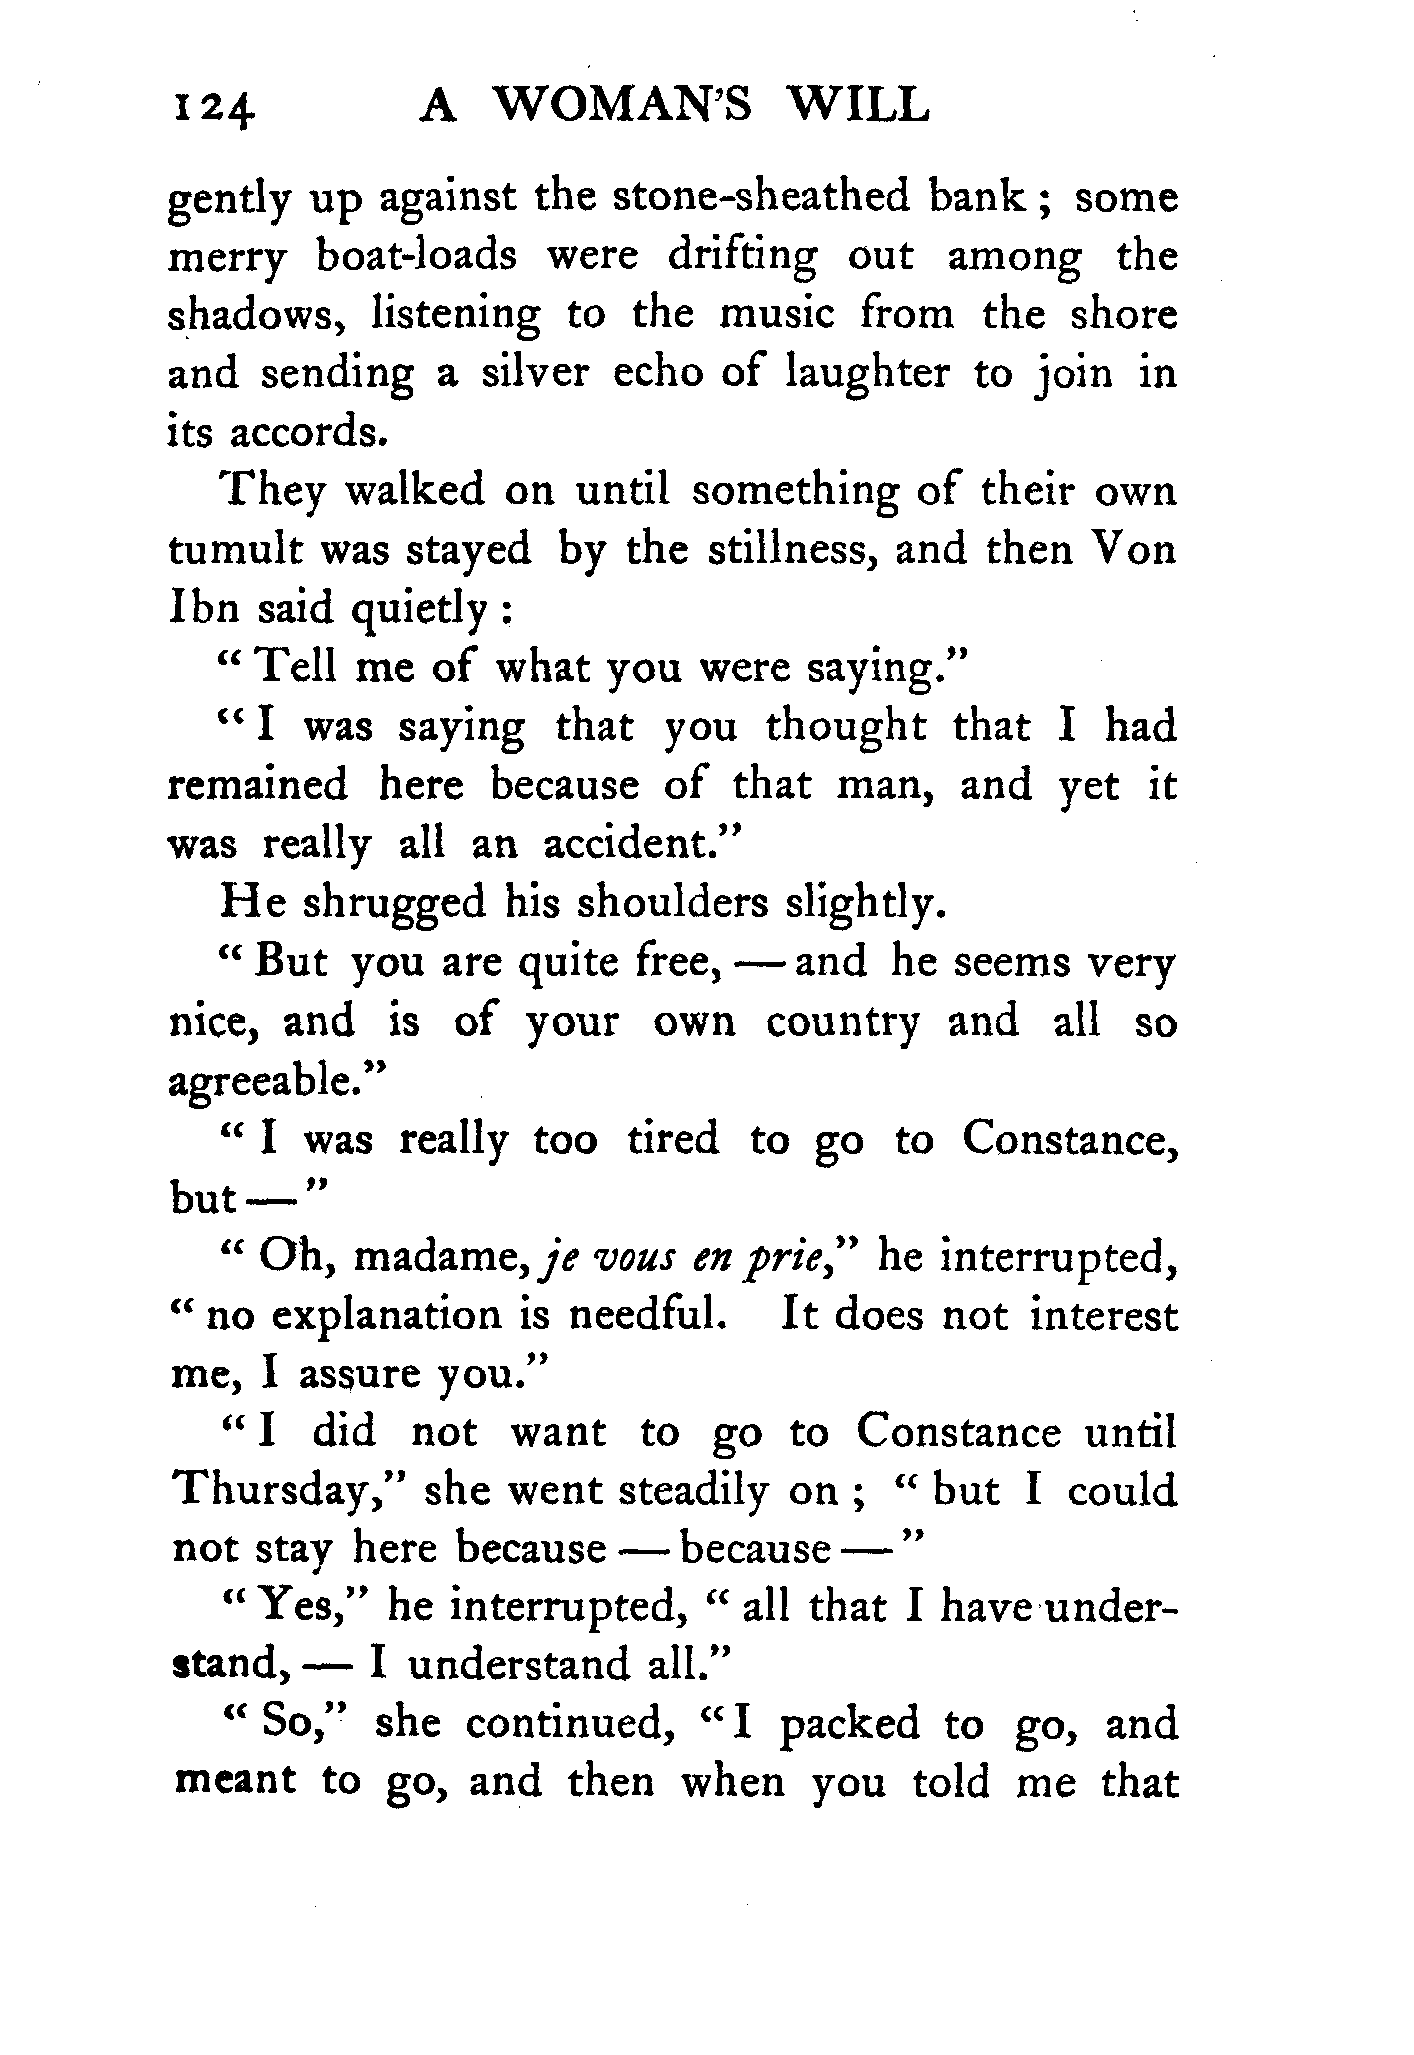 124 A WOMAN'S WILL
gently up against the stone-sheathed bank ; some
merry boat-loads were drifting out among the
shadows, listening to the music from the shore
and sending a silver echo of laughter to join in
its accords.
They walked on until something of their own
tumult was stayed by the stillness, and then Von
Ibn said quietly :
“ Tell me of what you were saying.”
“ I was saying that you thought that I had
remained here because of that man, and yet it
was really all an accident.”
He shrugged his shoulders slightly.
“ But you are quite free, — and he seems very
nice, and is of your own country and all so
agreeable.”
“ I was really too tired to go to Constance,
but — ”
“ Oh, madame, je vous en prie,” he interrupted,
“ no explanation is needful. It does not interest
me, I assure you.”
“ I did not want to go to Constance until
Thursday,” she went steadily on ; “ but I could
not stay here because — because — ”
“ Yes,” he interrupted, “ all that I have under-
stand, — I understand all.”
“ So,” she continued, “ I packed to go, and
meant to go, and then when you told me that